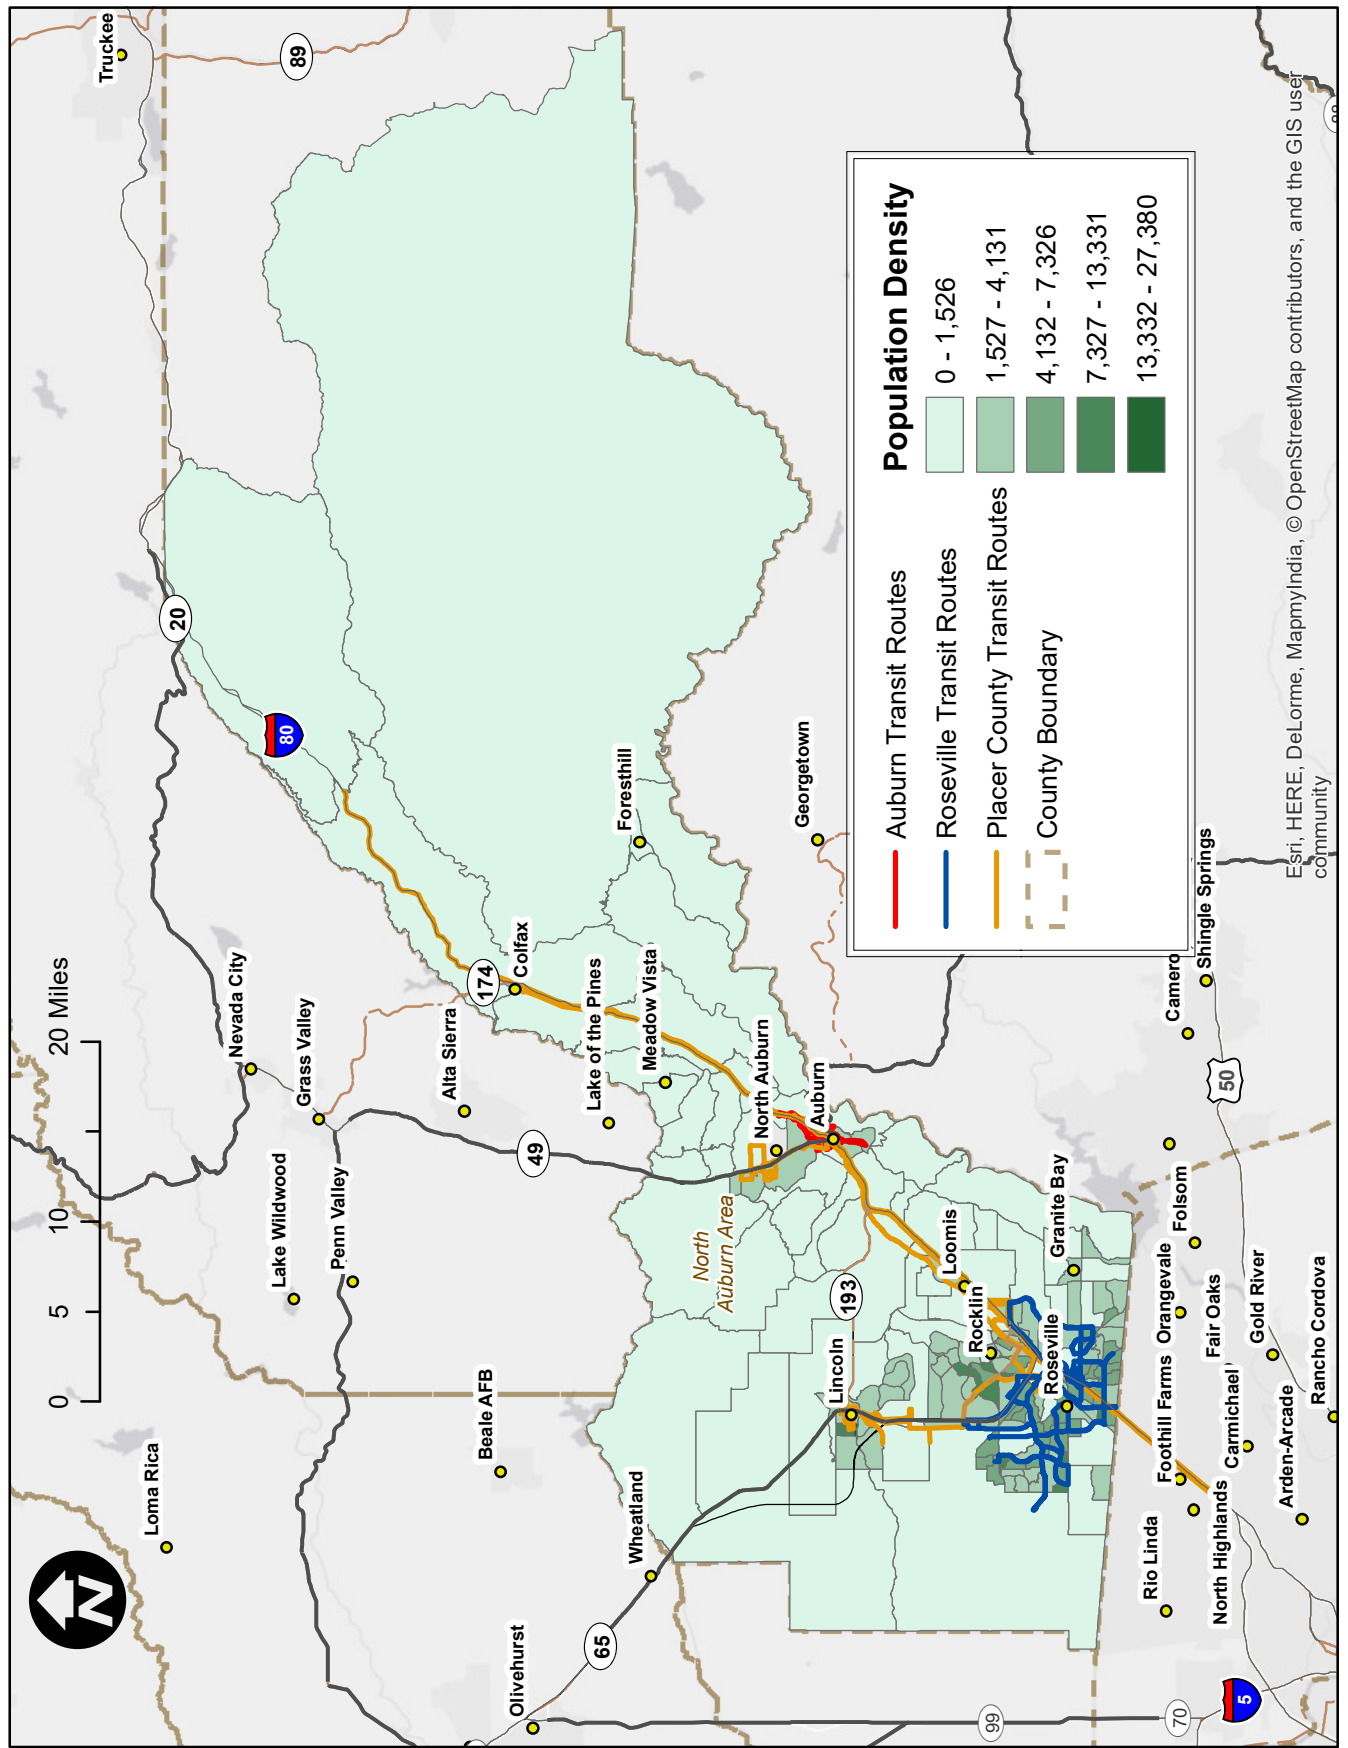 Truckee
89
20
80
Nevada City
Grass Valley
174
Colfax
Foresthill
Georgetown
Alta Sierra
Lake of the Pines
Meadow Vista
North Auburn
Auburn
49
Lake Wildwood
Penn Valley
North
Auburn Area
193
Loomis
Granite Bay
Rocklin
Roseville
Lincoln
Loma Rica
Beale AFB
Wheatland
Olivehurst
65
99
70
5
Rio Linda
North Highlands
Foothill Farms
Carmichael
Arden-Arcade
Orangevale
Fair Oaks
Gold River
Rancho Cordova
Folsom
50
Camero
Shingle Springs
N
0 5 10 20 Miles
Auburn Transit Routes
Roseville Transit Routes
Placer County Transit Routes
County Boundary
Population Density
0 - 1,526
1,527 - 4,131
4,132 - 7,326
7,327 - 13,331
13,332 - 27,380
Esri, HERE, DeLorme, MapmyIndia, © OpenStreetMap contributors, and the GIS user
community